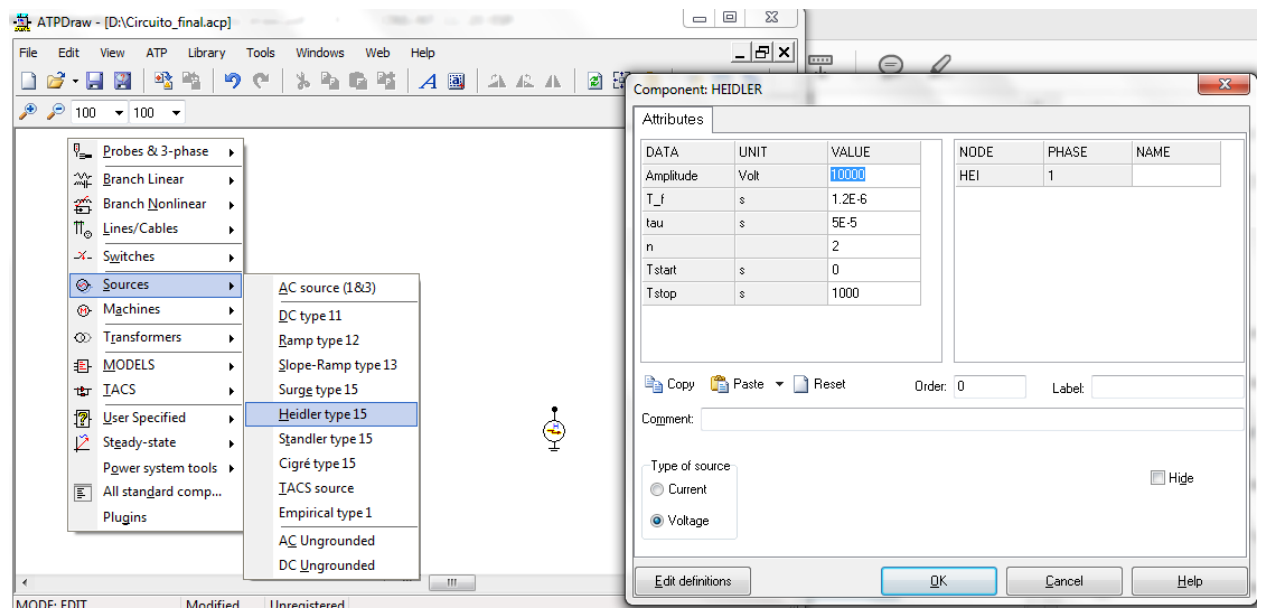 ATPDraw - [D:\Circuito_final.acp]
File Edit View ATP Library Tools Windows Web Help
100 100
Probes & 3-phase
Branch Linear
Branch Nonlinear
Lines/Cables
Switches
Sources
Machines
Transformers
MODELS
TACS
User Specified
Steady-state
Power system tools
All standard comp...
Plugins
AC source (1&3)
DC type 11
Ramp type 12
Slope-Ramp type 13
Surge type 15
Heidler type 15
Standler type 15
Cigré type 15
TACS source
Empirical type 1
AC Ungrounded
DC Ungrounded
MODE: EDIT Modified Unregistered
Component: HEIDLER
Attributes
DATA UNIT VALUE
Amplitude Volt 10000
T_f s 1.2E-6
tau s 5E-5
n 2
Tstart s 0
Tstop s 1000
NODE PHASE NAME
HEI 1
Copy Paste Reset Order: 0 Label:
Comment:
Type of source
Current
Voltage
Hide
Edit definitions OK Cancel Help